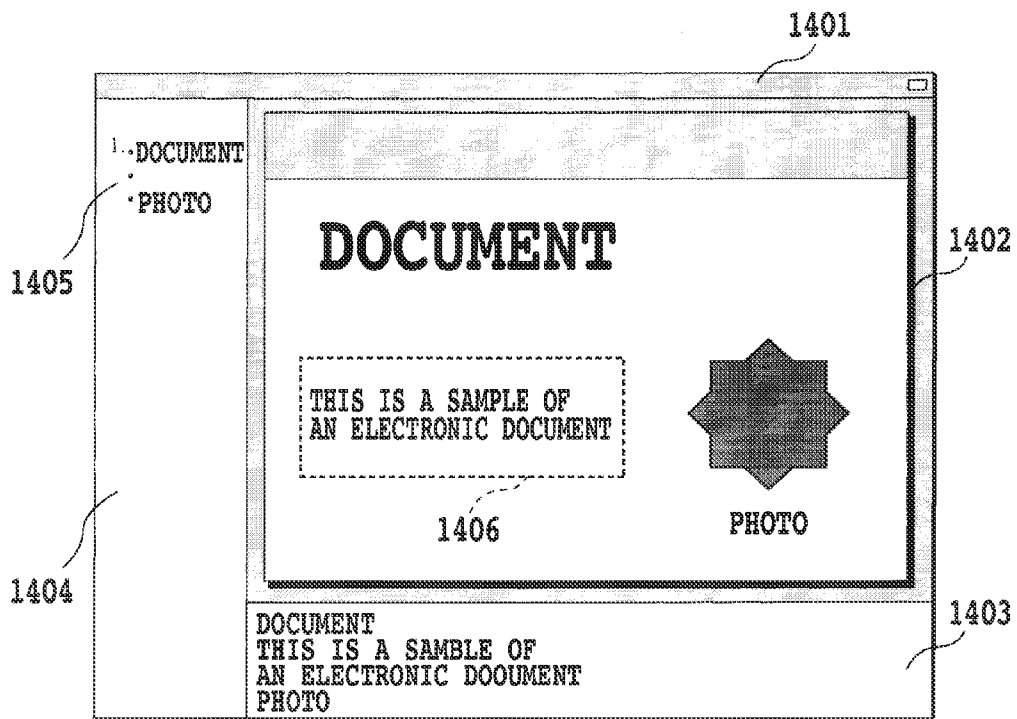 1401
1..DOCUMENT
PHOTO
1405
1404
DOCUMENT
1402
THIS IS A SAMPLE OF
AN ELECTRONIC DOCUMENT
1406
PHOTO
1403
DOCUMENT
THIS IS A SAMBLE OF
AN ELECTRONIC DOOUMENT
PHOTO